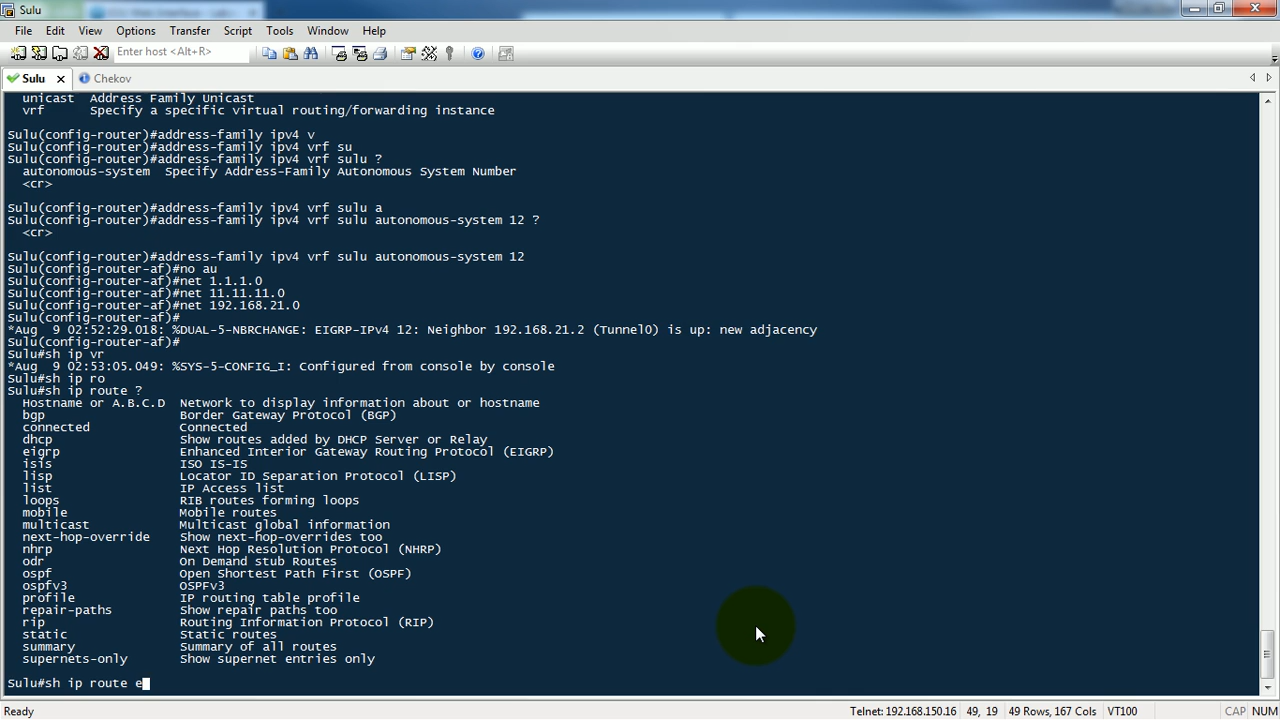 Sulu
File Edit View Options Transfer Script Tools Window Help
Enter host <Alt+R>
Sulu Chekov
unicast Address Family Unicast
vrf Specify a specific virtual routing/forwarding instance
Sulu(config-router)#address-family ipv4 v
Sulu(config-router)#address-family ipv4 vrf su
Sulu(config-router)#address-family ipv4 vrf sulu ?
autonomous-system Specify Address-Family Autonomous System Number
<cr>
Sulu(config-router)#address-family ipv4 vrf sulu a
Sulu(config-router)#address-family ipv4 vrf sulu autonomous-system 12 ?
<cr>
Sulu(config-router)#address-family ipv4 vrf sulu autonomous-system 12
Sulu(config-router-af)#no au
Sulu(config-router-af)#net 1.1.1.0
Sulu(config-router-af)#net 11.11.11.0
Sulu(config-router-af)#net 192.168.21.0
Sulu(config-router-af)#
*Aug 9 02:52:29.018: %DUAL-5-NBRCHANGE: EIGRP-IPv4 12: Neighbor 192.168.21.2 (Tunnel0) is up: new adjacency
Sulu(config-router-af)#
Sulu#sh ip vr
*Aug 9 02:53:05.049: %SYS-5-CONFIG_I: Configured from console by console
Sulu#sh ip ro
Sulu#sh ip route ?
Hostname or A.B.C.D Network to display information about or hostname
bgp Border Gateway Protocol (BGP)
connected Connected
dhcp Show routes added by DHCP Server or Relay
eigrp Enhanced Interior Gateway Routing Protocol (EIGRP)
isis ISO IS-IS
lisp Locator ID Separation Protocol (LISP)
list IP Access list
loops RIB routes forming loops
mobile Mobile routes
multicast Multicast global information
next-hop-override Show next-hop-overrides too
nhrp Next Hop Resolution Protocol (NHRP)
odr On Demand stub Routes
ospf Open Shortest Path First (OSPF)
ospfv3 OSPFv3
profile IP routing table profile
repair-paths Show repair paths too
rip Routing Information Protocol (RIP)
static Static routes
summary Summary of all routes
supernets-only Show supernet entries only
Sulu#sh ip route e
Ready Telnet: 192.168.150.16 49, 19 49 Rows, 167 Cols VT100 CAP NUM